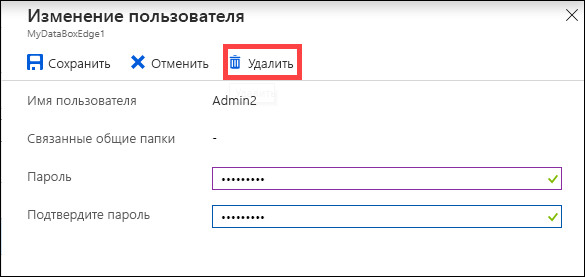 Изменение пользователя
MyDataBoxEdge1
Сохранить Отменить Удалить
Имя пользователя Admin2
Связанные общие папки -
Пароль •••••••••
Подтвердите пароль •••••••••